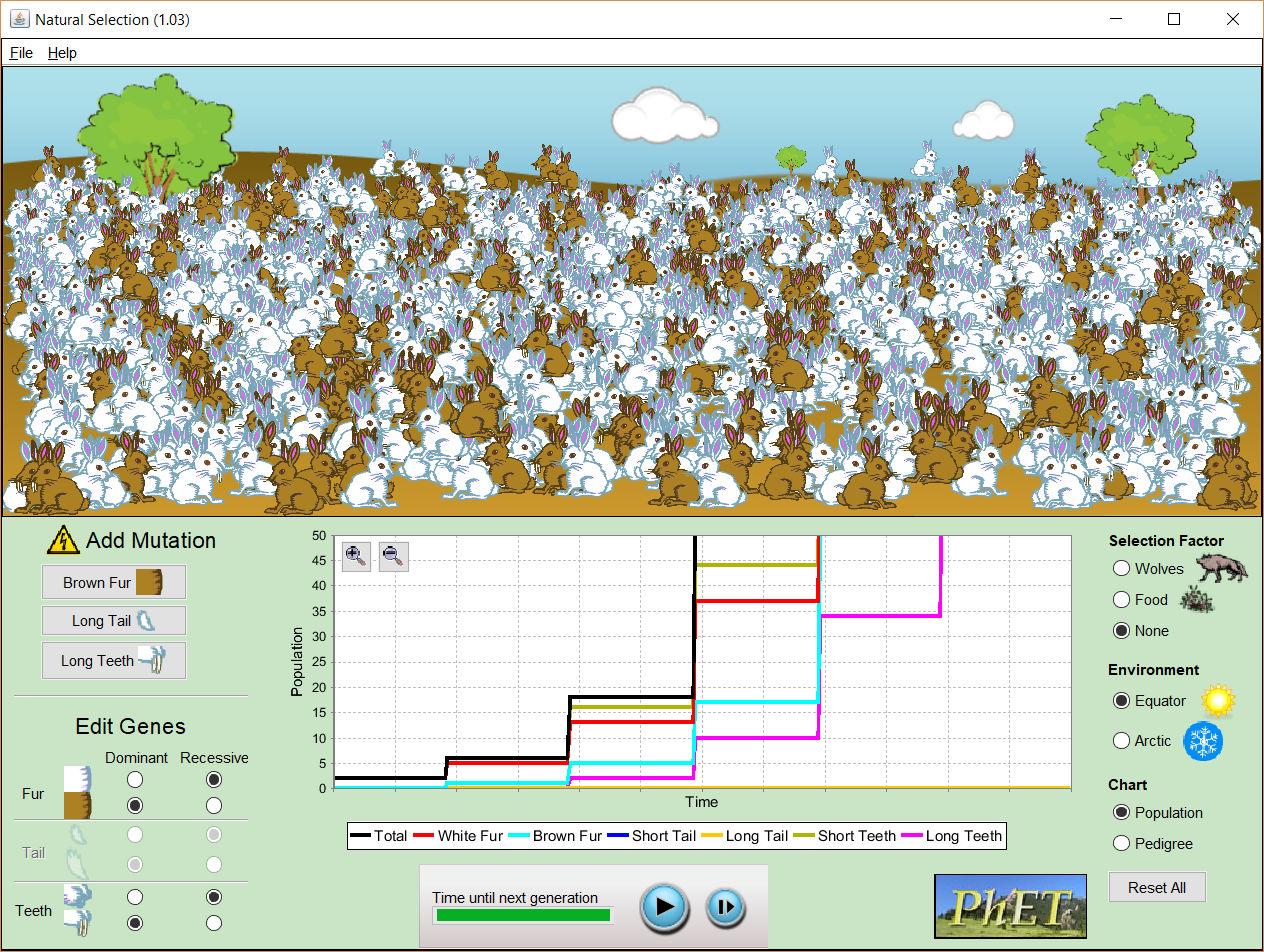 Natural Selection (1.03)
File Help
Add Mutation
Brown Fur
Long Tail
Long Teeth
Edit Genes
Dominant Recessive
Fur
Tail
Teeth
Population
50
45
40
35
30
25
20
15
10
5
0
Time
Total White Fur Brown Fur Short Tail Long Tail Short Teeth Long Teeth
Time until next generation
PhET
Selection Factor
Wolves
Food
None
Environment
Equator
Arctic
Chart
Population
Pedigree
Reset All